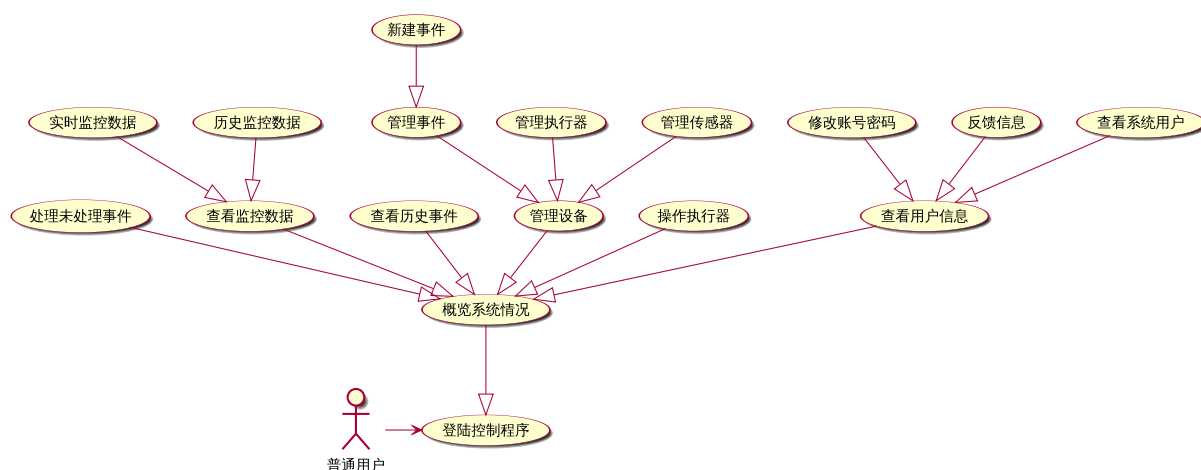 新建事件
实时监控数据
历史监控数据
管理事件
管理执行器
管理传感器
修改账号密码
反馈信息
查看系统用户
处理未处理事件
查看监控数据
查看历史事件
管理设备
操作执行器
查看用户信息
概览系统情况
登陆控制程序
普通用户